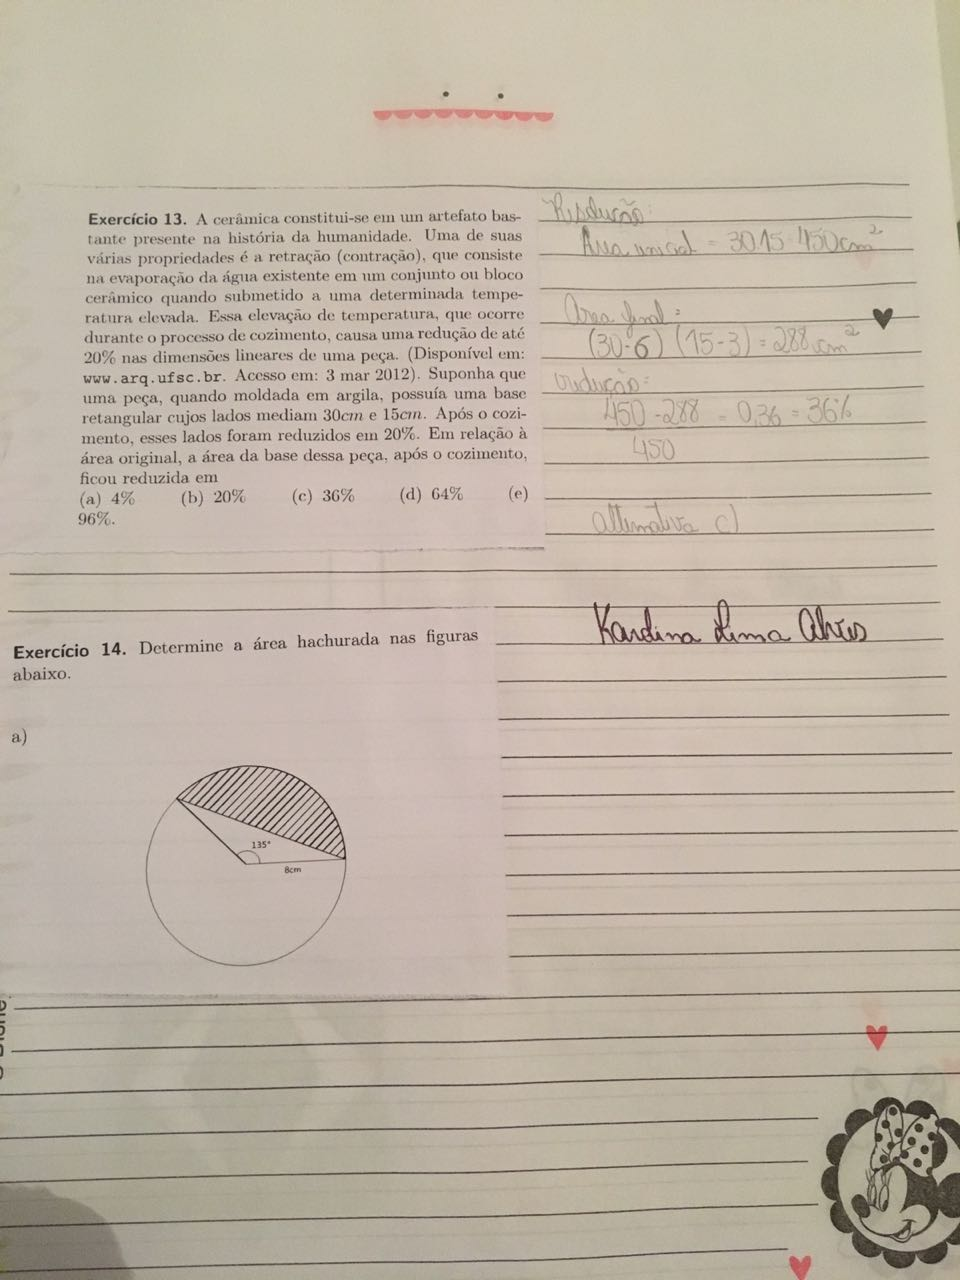 Exercício 13. A cerâmica constitui-se em um artefato bas-
tante presente na história da humanidade. Uma de suas
várias propriedades é a retração (contração), que consiste
na evaporação da água existente em um conjunto ou bloco
cerâmico quando submetido a uma determinada tempe-
ratura elevada. Essa elevação de temperatura, que ocorre
durante o processo de cozimento, causa uma redução de até
20% nas dimensões lineares de uma peça. (Disponível em:
www.arq.ufsc.br. Acesso em: 3 mar 2012). Suponha que
uma peça, quando moldada em argila, possuía uma base
retangular cujos lados mediam 30cm e 15cm. Após o cozi-
mento, esses lados foram reduzidos em 20%. Em relação à
área original, a área da base dessa peça, após o cozimento,
ficou reduzida em
(a) 4% (b) 20% (c) 36% (d) 64% (e)
96%.
Resolução:
Área inicial = 30.15 = 450cm²
Área final =
(30-6) (15-3) = 288cm²
redução =
450 - 288 = 0,36 = 36%
450
alternativa c)
Karolina Lima Alves
Exercício 14. Determine a área hachurada nas figuras
abaixo.
a)
135°
8cm